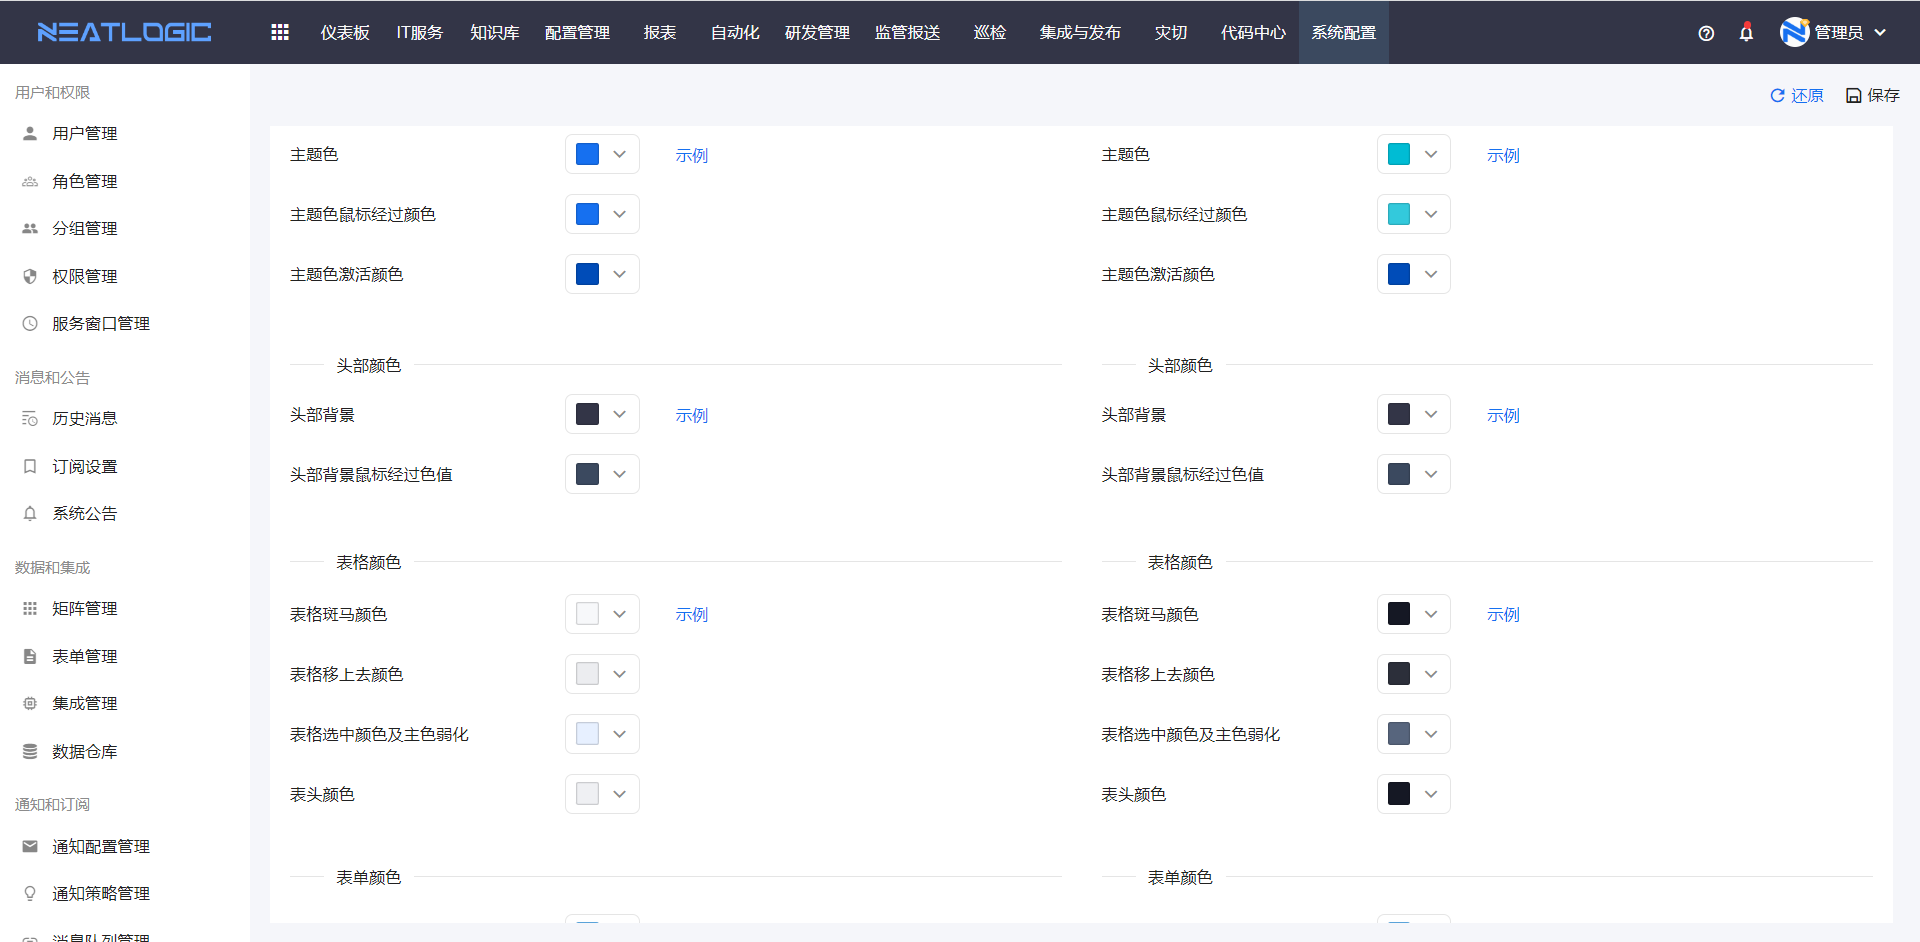 NEATLOGIC
仪表板 IT服务 知识库 配置管理 报表 自动化 研发管理 监管报送 巡检 集成与发布 灾切 代码中心 系统配置 管理员
还原 保存
用户和权限
用户管理
角色管理
分组管理
权限管理
服务窗口管理
消息和公告
历史消息
订阅设置
系统公告
数据和集成
矩阵管理
表单管理
集成管理
数据仓库
通知和订阅
通知配置管理
通知策略管理
消息队列管理
主题色 示例
主题色鼠标经过颜色
主题色激活颜色
头部颜色
头部背景 示例
头部背景鼠标经过色值
表格颜色
表格斑马颜色 示例
表格移上去颜色
表格选中颜色及主色弱化
表头颜色
表单颜色
主题色 示例
主题色鼠标经过颜色
主题色激活颜色
头部颜色
头部背景 示例
头部背景鼠标经过色值
表格颜色
表格斑马颜色 示例
表格移上去颜色
表格选中颜色及主色弱化
表头颜色
表单颜色